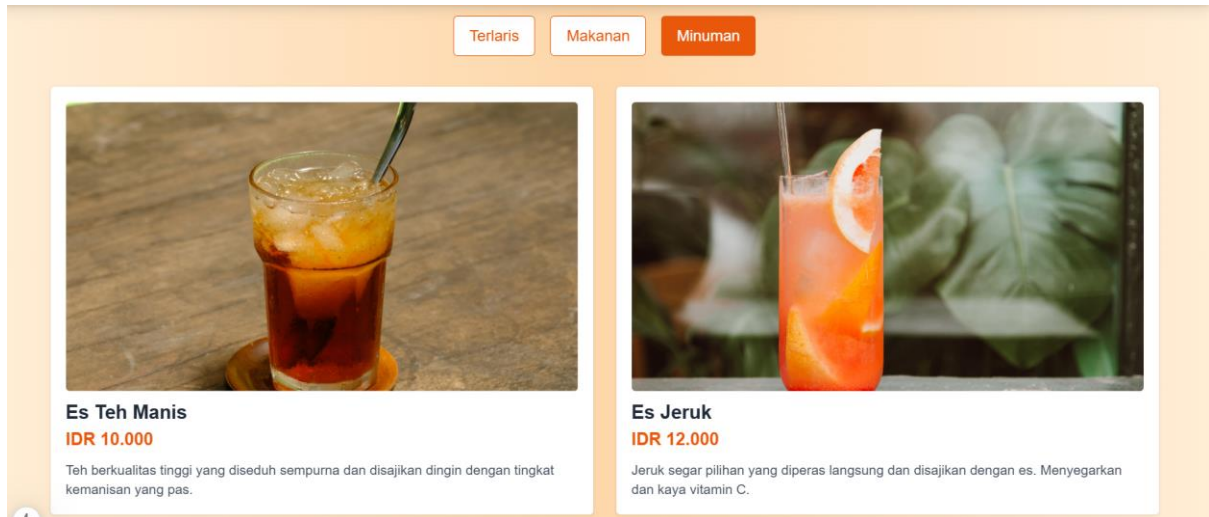 Terlaris Makanan Minuman
Es Teh Manis
IDR 10.000
Teh berkualitas tinggi yang diseduh sempurna dan disajikan dingin dengan tingkat
kemanisan yang pas.
Es Jeruk
IDR 12.000
Jeruk segar pilihan yang diperas langsung dan disajikan dengan es. Menyegarkan
dan kaya vitamin C.